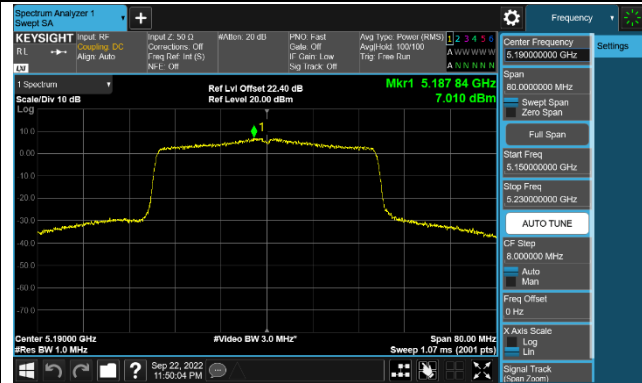 Spectrum Analyzer 1
Swept SA
Frequency
KEYSIGHT
RL
LXI
Input: RF
Coupling: DC
Align: Auto
Input Z: 50 Ω
Corrections: Off
Freq Ref: Int (S)
NFE: Off
#Atten: 20 dB
PNO: Fast
Gate: Off
IF Gain: Low
Sig Track: Off
Avg Type: Power (RMS)
Avg|Hold: 100/100
Trig: Free Run
1 2 3 4 5 6
A W W W W W
A N N N N N
1 Spectrum
Scale/Div 10 dB
Log
Ref Lvl Offset 22.40 dB
Ref Level 20.00 dBm
Mkr1 5.187 84 GHz
7.010 dBm
1
10.0
0.00
-10.0
-20.0
-30.0
-40.0
-50.0
-60.0
-70.0
Center 5.19000 GHz
#Res BW 1.0 MHz
#Video BW 3.0 MHz*
Span 80.00 MHz
Sweep 1.07 ms (2001 pts)
Sep 22, 2022
11:50:04 PM
Center Frequency
5.190000000 GHz
Settings
Span
80.0000000 MHz
Swept Span
Zero Span
Full Span
Start Freq
5.150000000 GHz
Stop Freq
5.230000000 GHz
AUTO TUNE
CF Step
8.000000 MHz
Auto
Man
Freq Offset
0 Hz
X Axis Scale
Log
Lin
Signal Track
(Span Zoom)